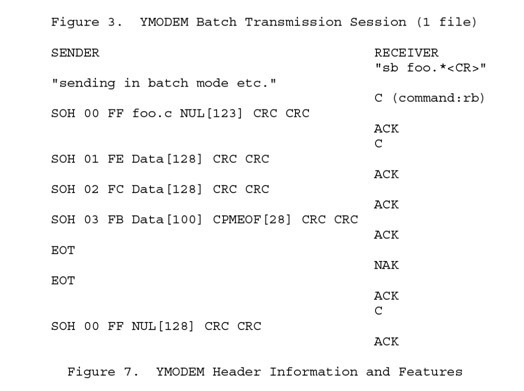 Figure 3.  YMODEM Batch Transmission Session (1 file)
SENDER                                  RECEIVER
                                        "sb foo.*<CR>"
"sending in batch mode etc."
                                        C (command:rb)
SOH 00 FF foo.c NUL[123] CRC CRC
                                        ACK
                                        C
SOH 01 FE Data[128] CRC CRC
                                        ACK
SOH 02 FC Data[128] CRC CRC
                                        ACK
SOH 03 FB Data[100] CPMEOF[28] CRC CRC
                                        ACK
EOT
                                        NAK
EOT
                                        ACK
                                        C
SOH 00 FF NUL[128] CRC CRC
                                        ACK
Figure 7.  YMODEM Header Information and Features